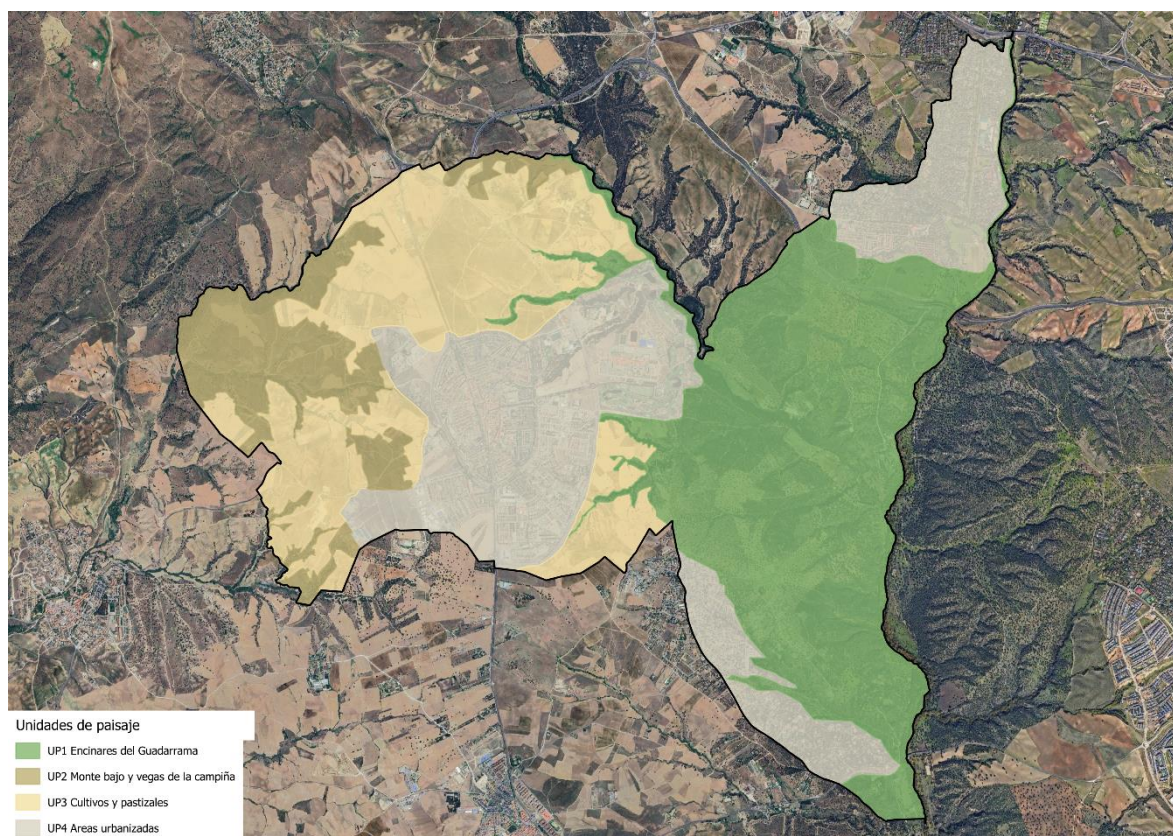 Unidades de paisaje
UP1 Encinares del Guadarrama
UP2 Monte bajo y vegas de la campiña
UP3 Cultivos y pastizales
UP4 Areas urbanizadas